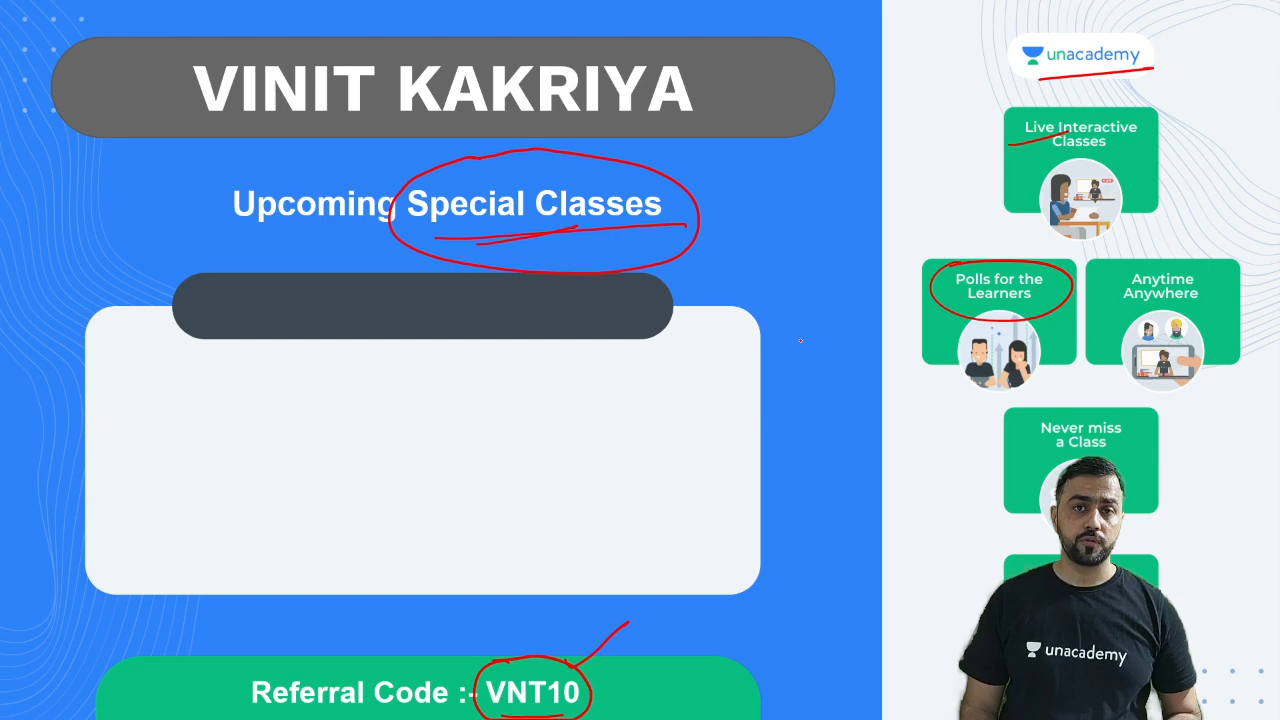 VINIT KAKRIYA
Upcoming Special Classes
Referral Code :- VNT10
unacademy
Live Interactive
Classes
Polls for the
Learners
Anytime
Anywhere
Never miss
a Class
unacademy